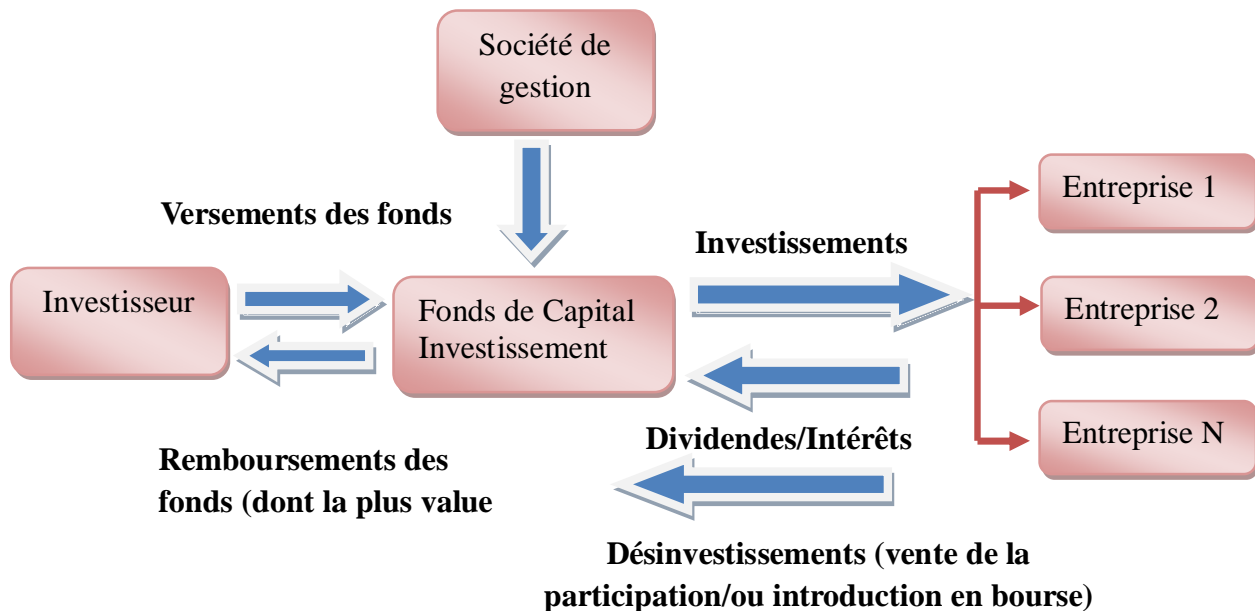 Société de
gestion
Versements des fonds
Investissements
Entreprise 1
Investisseur
Fonds de Capital
Investissement
Entreprise 2
Dividendes/Intérêts
Entreprise N
Remboursements des
fonds (dont la plus value
Désinvestissements (vente de la
participation/ou introduction en bourse)